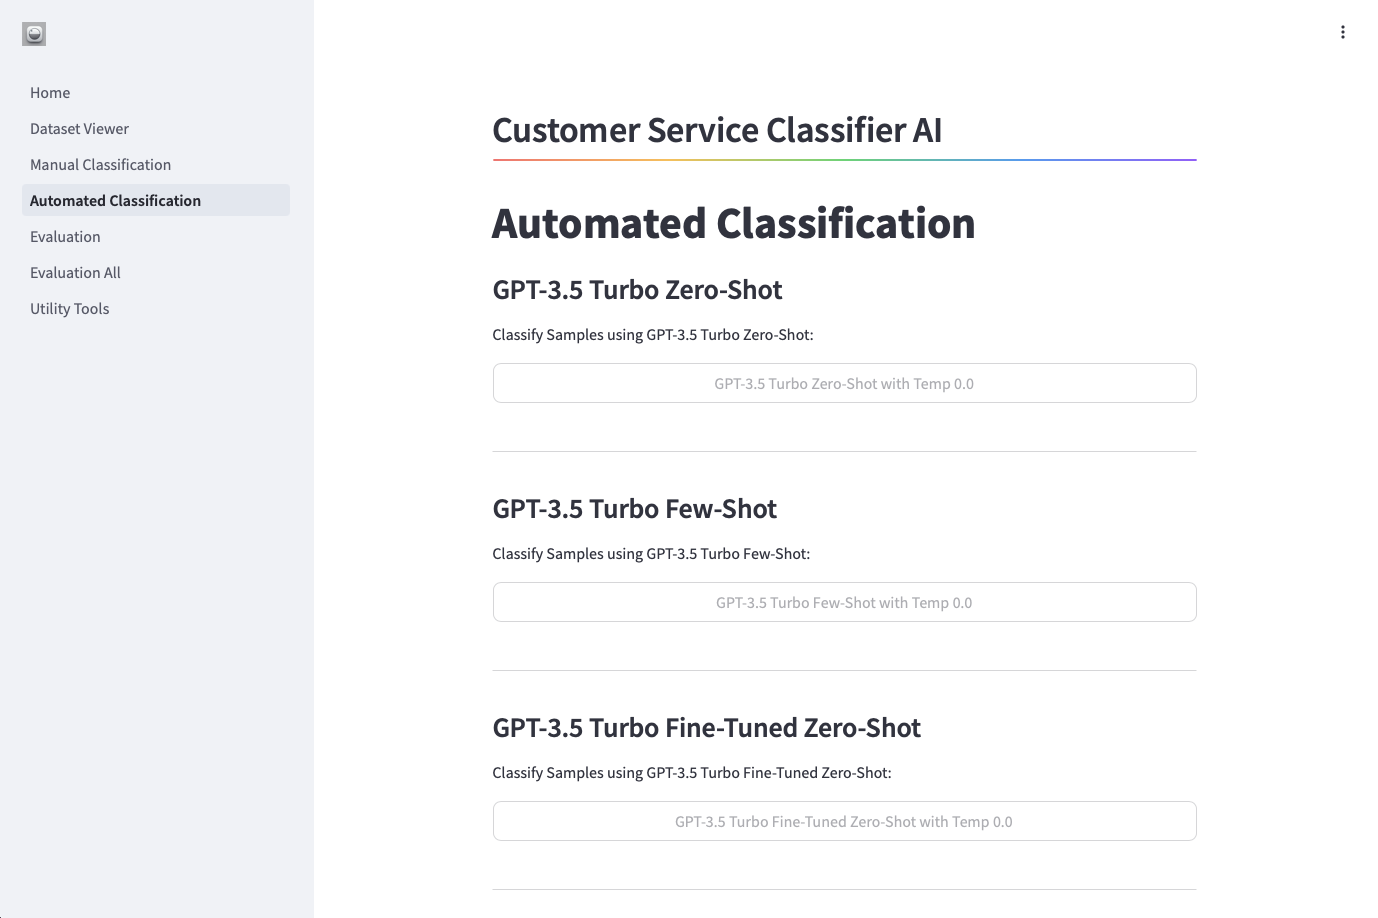 Home
Dataset Viewer
Manual Classification
Automated Classification
Evaluation
Evaluation All
Utility Tools
Customer Service Classifier AI
Automated Classification
GPT-3.5 Turbo Zero-Shot
Classify Samples using GPT-3.5 Turbo Zero-Shot:
GPT-3.5 Turbo Zero-Shot with Temp 0.0
GPT-3.5 Turbo Few-Shot
Classify Samples using GPT-3.5 Turbo Few-Shot:
GPT-3.5 Turbo Few-Shot with Temp 0.0
GPT-3.5 Turbo Fine-Tuned Zero-Shot
Classify Samples using GPT-3.5 Turbo Fine-Tuned Zero-Shot:
GPT-3.5 Turbo Fine-Tuned Zero-Shot with Temp 0.0